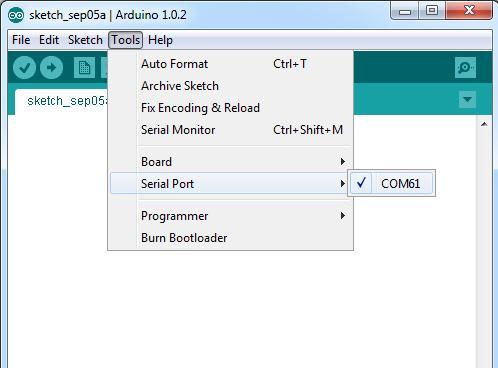 sketch_sep05a | Arduino 1.0.2
File Edit Sketch Tools Help
Auto Format Ctrl+T
Archive Sketch
sketch_sep05a
Fix Encoding & Reload
Serial Monitor Ctrl+Shift+M
Board
Serial Port
COM61
Programmer
Burn Bootloader